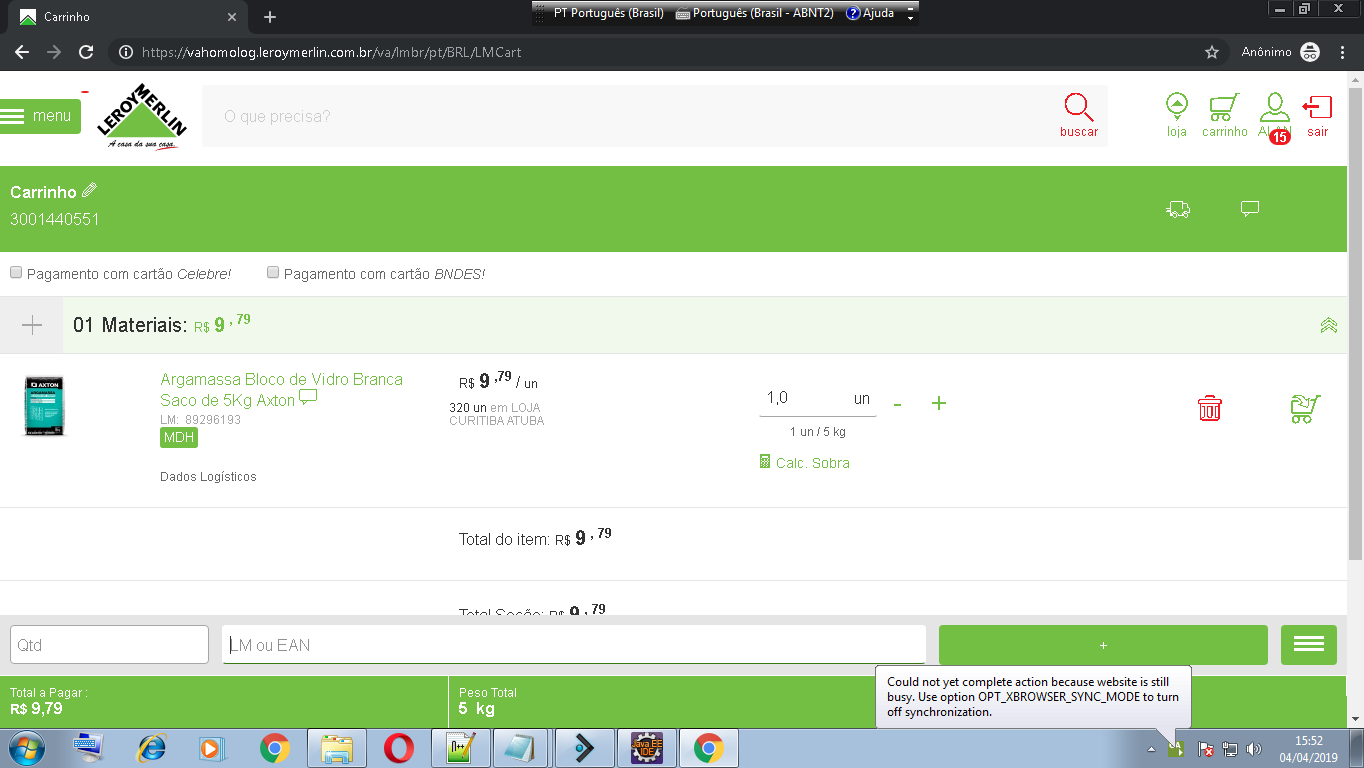 Carrinho
PT Português (Brasil) Português (Brasil - ABNT2) Ajuda
https://vahomolog.leroymerlin.com.br/va/lmbr/pt/BRL/LMCart
Anônimo
menu
LEROY MERLIN
A casa da sua casa.
O que precisa?
buscar
loja
carrinho
ALAN
15
sair
Carrinho
3001440551
Pagamento com cartão Celebre!
Pagamento com cartão BNDES!
01 Materiais: R$ 9 , 79
AXTON
Argamassa Bloco de Vidro Branca
Saco de 5Kg Axton
LM: 89296193
MDH
Dados Logísticos
R$ 9 ,79 / un
320 un em LOJA
CURITIBA ATUBA
1,0 un - +
1 un / 5 kg
Calc. Sobra
Total do item: R$ 9 , 79
Total Seção: R$ 9 , 79
Qtd
LM ou EAN
+
Total a Pagar :
R$ 9,79
Peso Total
5 kg
Could not yet complete action because website is still
busy. Use option OPT_XBROWSER_SYNC_MODE to turn
off synchronization.
Java EE
IDE
15:52
04/04/2019